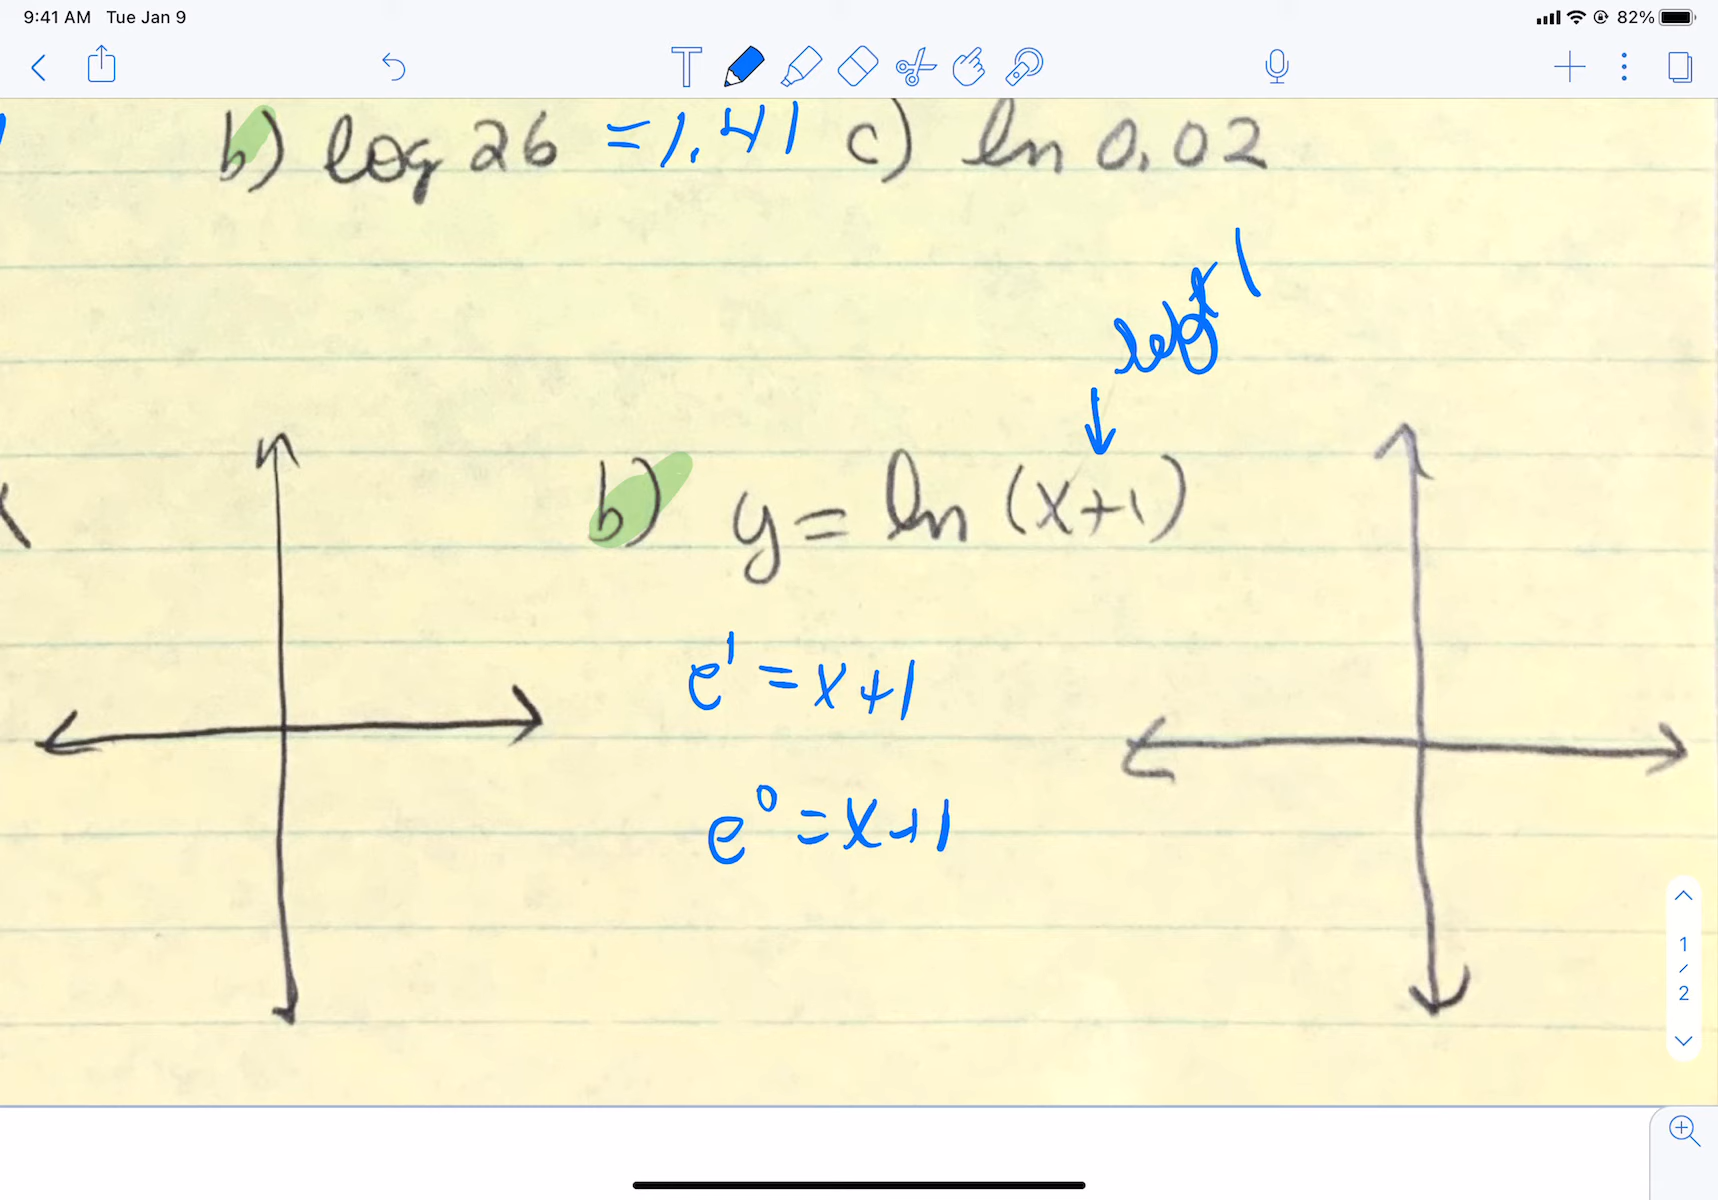 9:41 AM Tue Jan 9
82%
T
b) log 26 = 1.41 c) ln 0.02
left 1
b) y = ln (x+1)
e¹ = x+1
e⁰ = x+1
1
/
2